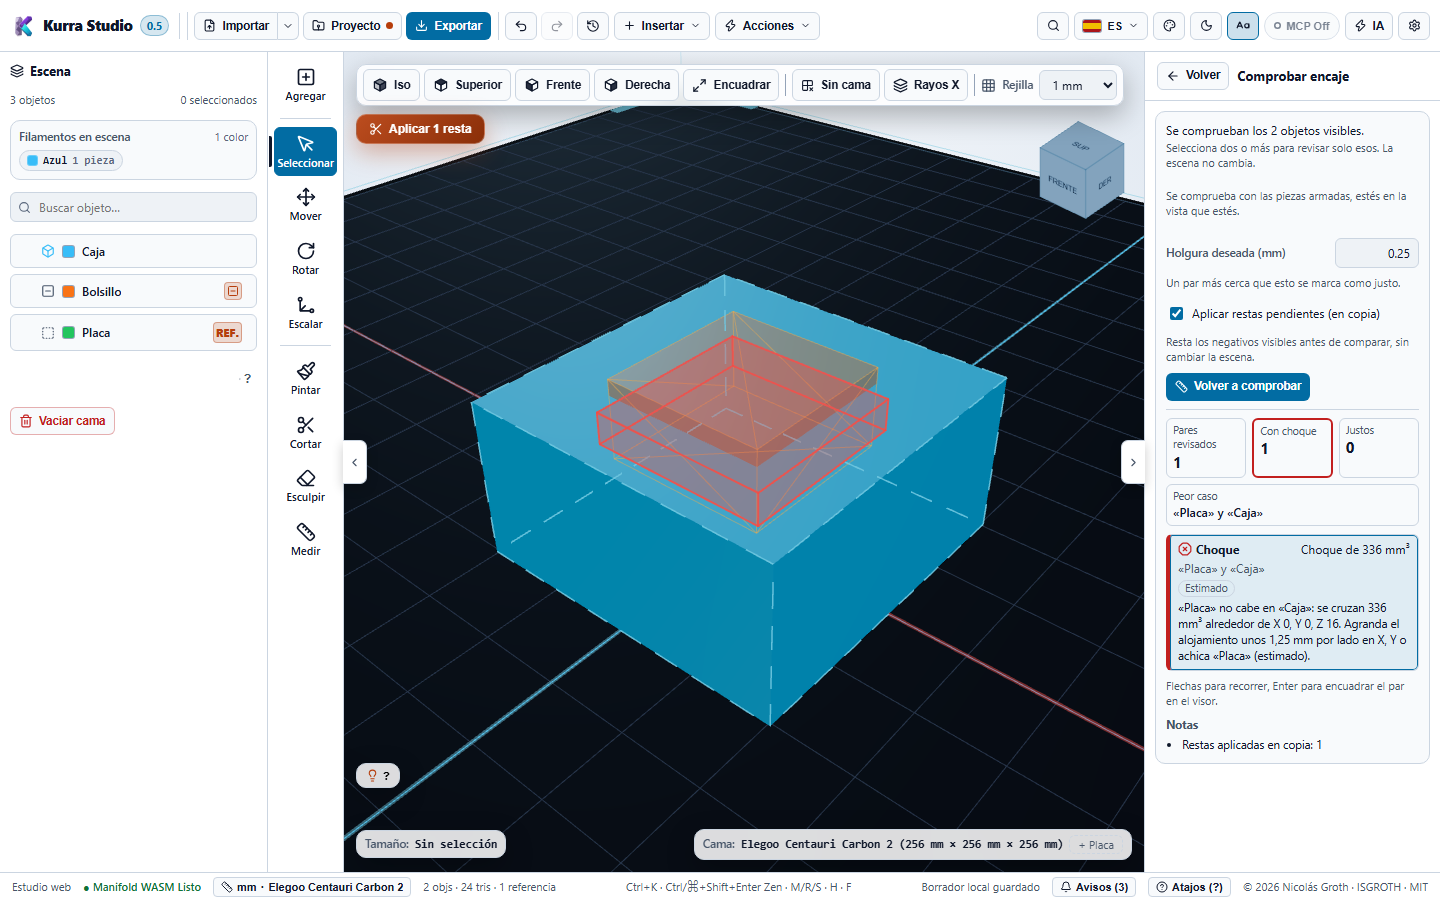 Kurra Studio 0.5 Importar Proyecto Exportar Insertar Acciones ES Aa MCP Off IA
Escena
3 objetos 0 seleccionados
Filamentos en escena 1 color
Azul 1 pieza
Buscar objeto...
Caja
Bolsillo
Placa REF.
· ?
Vaciar cama
Agregar
Seleccionar
Mover
Rotar
Escalar
Pintar
Cortar
Esculpir
Medir
Iso Superior Frente Derecha Encuadrar Sin cama Rayos X Rejilla 1 mm
Aplicar 1 resta
SUP
FRENTE DER
?
Tamaño: Sin selección
Cama: Elegoo Centauri Carbon 2 (256 mm × 256 mm × 256 mm) + Placa
Volver Comprobar encaje
Se comprueban los 2 objetos visibles.
Selecciona dos o más para revisar solo esos. La
escena no cambia.
Se comprueba con las piezas armadas, estés en la
vista que estés.
Holgura deseada (mm) 0.25
Un par más cerca que esto se marca como justo.
Aplicar restas pendientes (en copia)
Resta los negativos visibles antes de comparar, sin
cambiar la escena.
Volver a comprobar
Pares
revisados
1
Con choque
1
Justos
0
Peor caso
«Placa» y «Caja»
Choque Choque de 336 mm³
«Placa» y «Caja»
Estimado
«Placa» no cabe en «Caja»: se cruzan 336
mm³ alrededor de X 0, Y 0, Z 16. Agranda el
alojamiento unos 1,25 mm por lado en X, Y o
achica «Placa» (estimado).
Flechas para recorrer, Enter para encuadrar el par
en el visor.
Notas
• Restas aplicadas en copia: 1
Estudio web ● Manifold WASM Listo mm · Elegoo Centauri Carbon 2 2 objs · 24 tris · 1 referencia Ctrl+K · Ctrl/⌘+Shift+Enter Zen · M/R/S · H · F Borrador local guardado Avisos (3) Atajos (?) © 2026 Nicolás Groth · ISGROTH · MIT